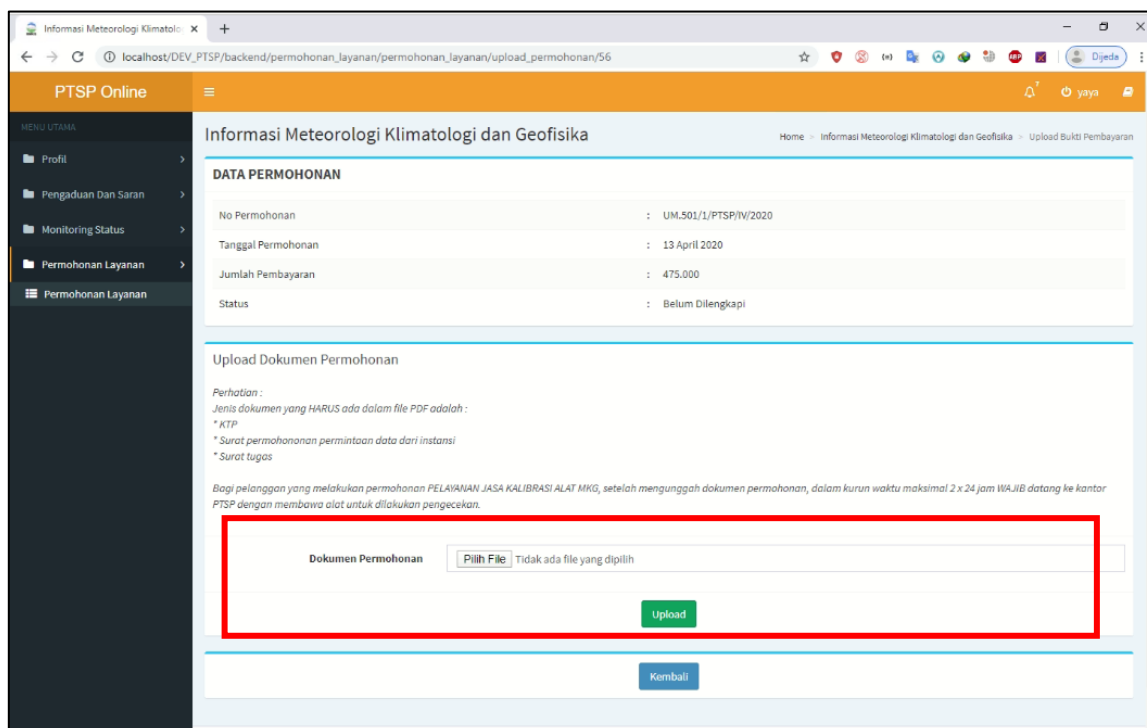 Informasi Meteorologi Klimatolo
localhost/DEV_PTSP/backend/permohonan_layanan/permohonan_layanan/upload_permohonan/56
ABP
Dijeda
PTSP Online
7
yaya
MENU UTAMA
Profil
Pengaduan Dan Saran
Monitoring Status
Permohonan Layanan
Permohonan Layanan
Informasi Meteorologi Klimatologi dan Geofisika
Home > Informasi Meteorologi Klimatologi dan Geofisika > Upload Bukti Pembayaran
DATA PERMOHONAN
No Permohonan : UM.501/1/PTSP/IV/2020
Tanggal Permohonan : 13 April 2020
Jumlah Pembayaran : 475.000
Status : Belum Dilengkapi
Upload Dokumen Permohonan
Perhatian :
Jenis dokumen yang HARUS ada dalam file PDF adalah :
* KTP
* Surat permohononan permintaan data dari instansi
* Surat tugas
Bagi pelanggan yang melakukan permohonan PELAYANAN JASA KALIBRASI ALAT MKG, setelah mengunggah dokumen permohonan, dalam kurun waktu maksimal 2 x 24 jam WAJIB datang ke kantor
PTSP dengan membawa alat untuk dilakukan pengecekan.
Dokumen Permohonan Pilih File Tidak ada file yang dipilih
Upload
Kembali